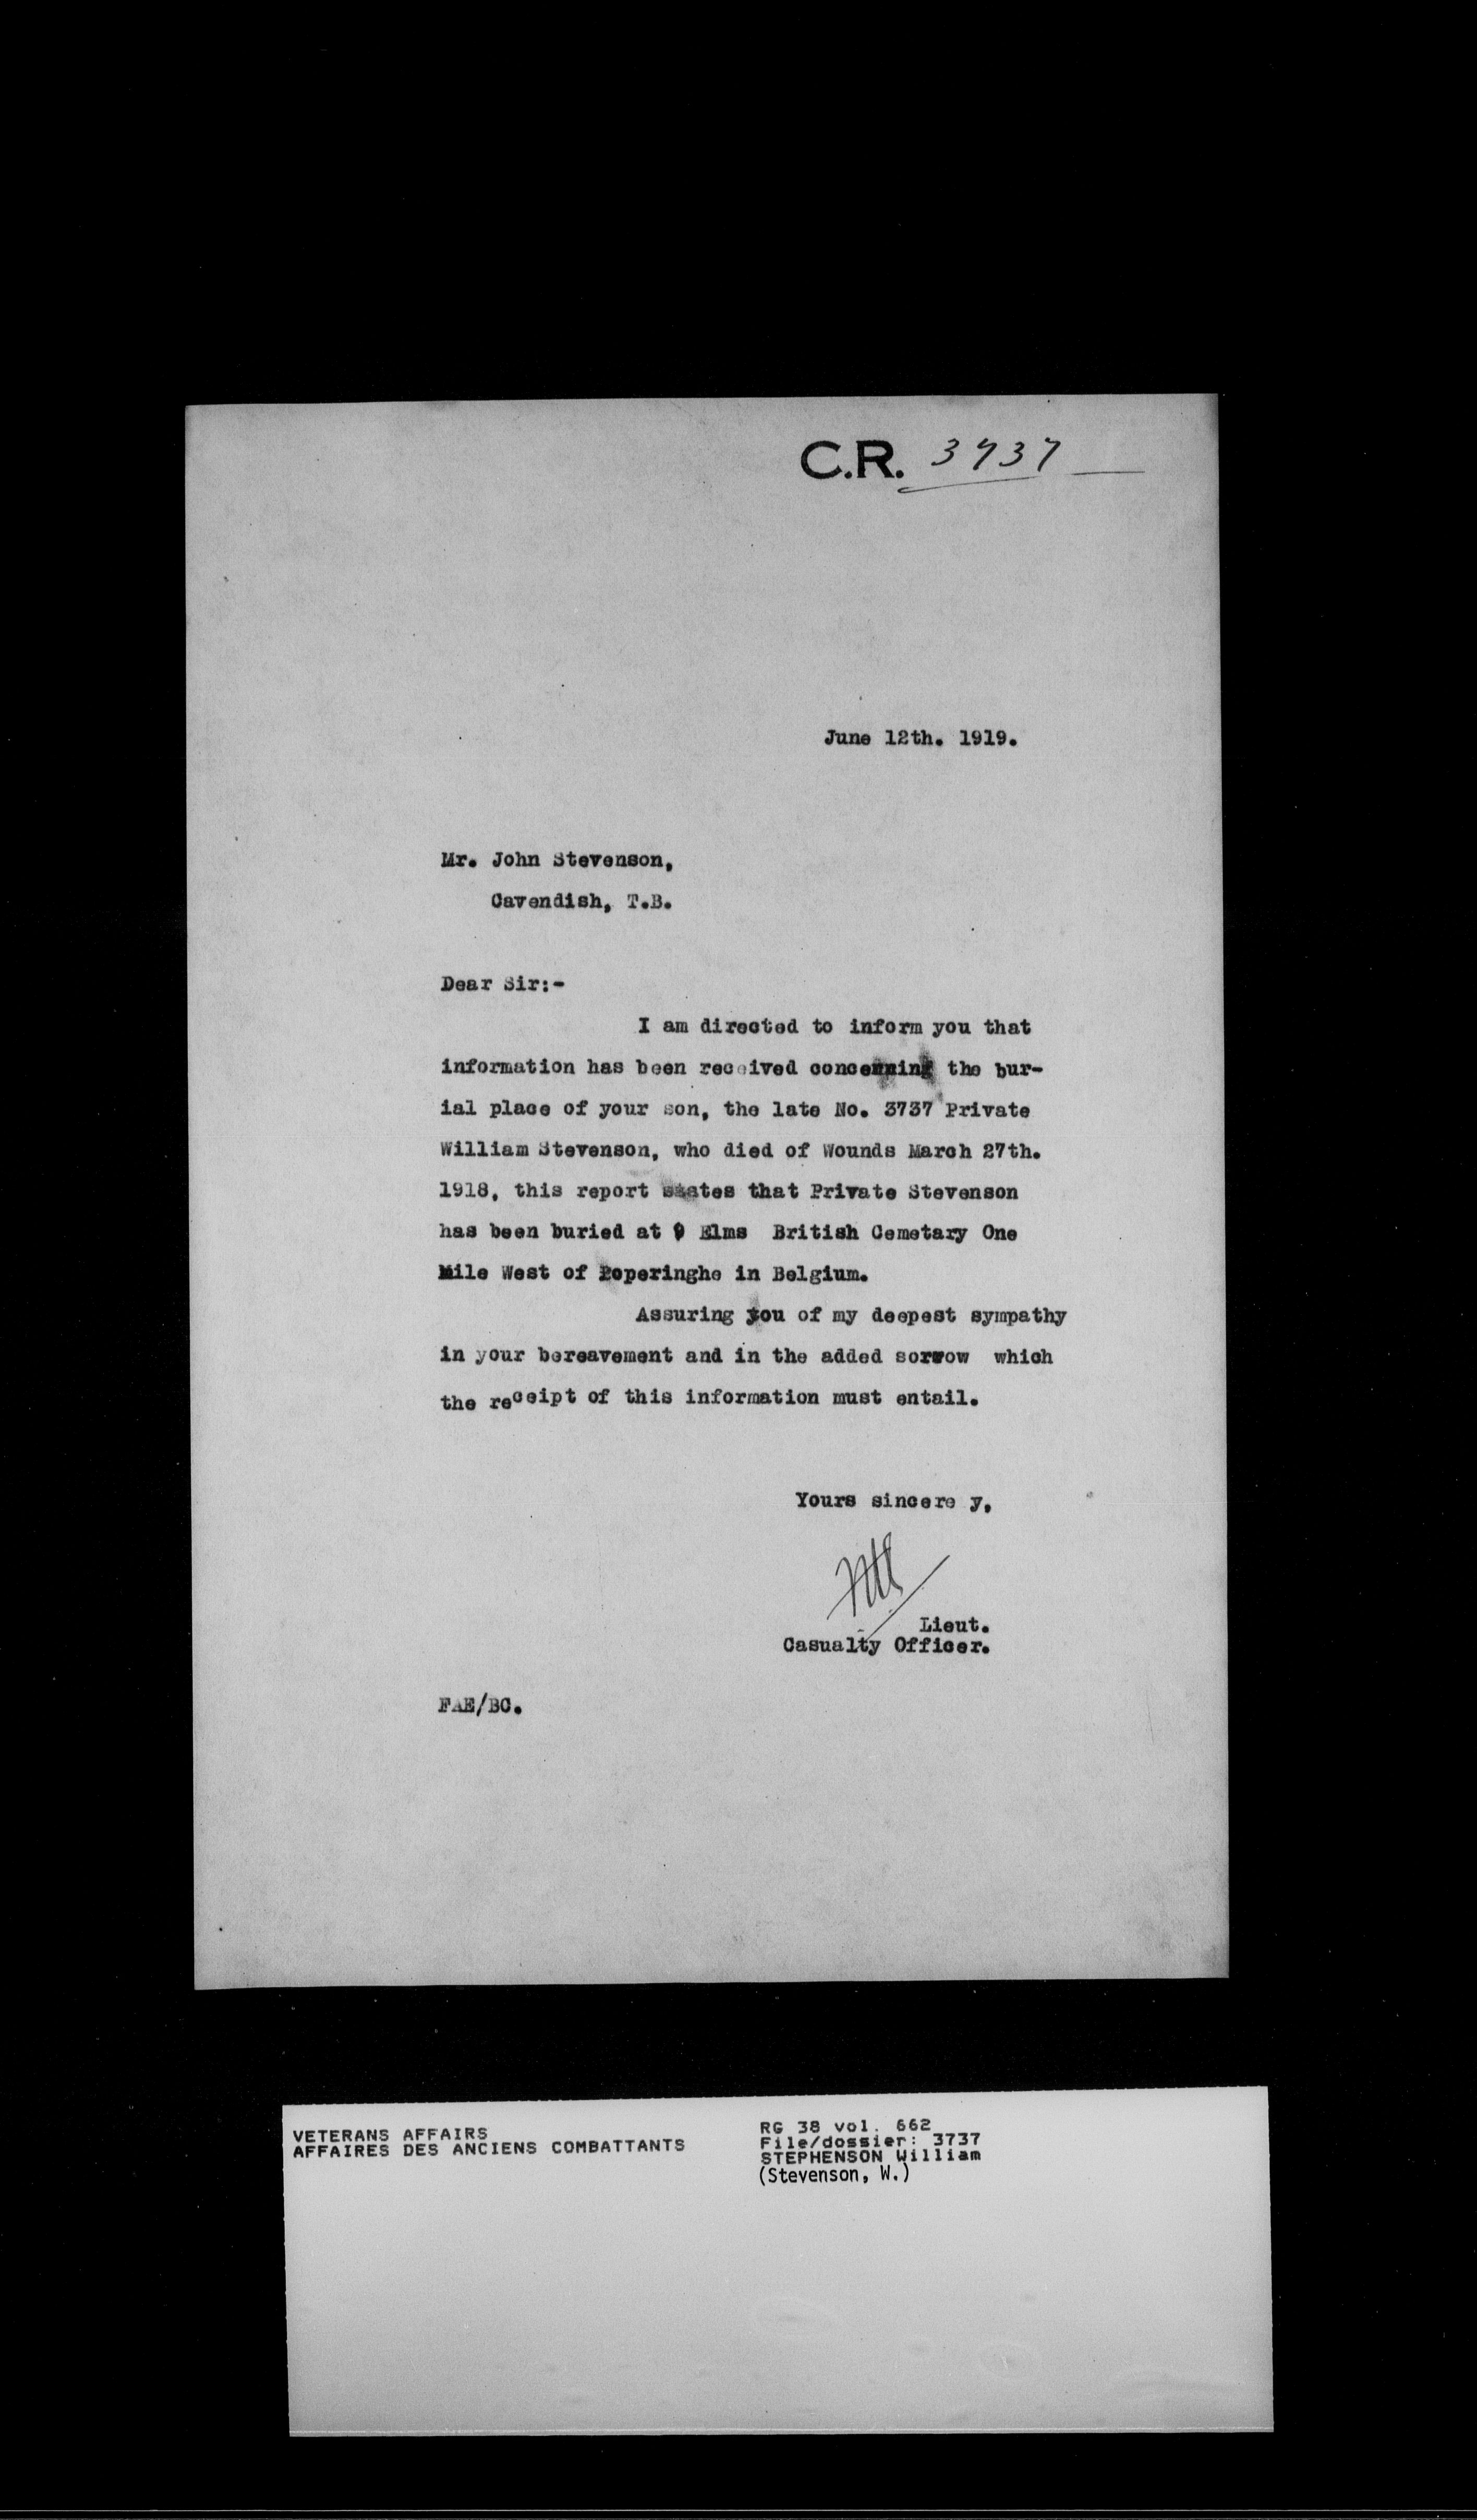 C.R. 3737
June 12th. 1919.
Mr. John Stevenson,
Cavendish, T.B.
Dear Sir:-
I am directed to inform you that
information has been received concerning the bur-
ial place of your son, the late No. 3737 Private
William Stevenson, who died of Wounds March 27th.
1918, this report states that Private Stevenson
has been buried at 9 Elms British Cemetary One
Mile West of Poperinghe in Belgium.
Assuring you of my deepest sympathy
in your bereavement and in the added sorrow which
the receipt of this information must entail.
Yours sincere y,
Lieut.
Casualty Officer.
FAE/BC.
VETERANS AFFAIRS
AFFAIRES DES ANCIENS COMBATTANTS
RG 38 vol. 662
File/dossier: 3737
STEPHENSON William
(Stevenson, W.)